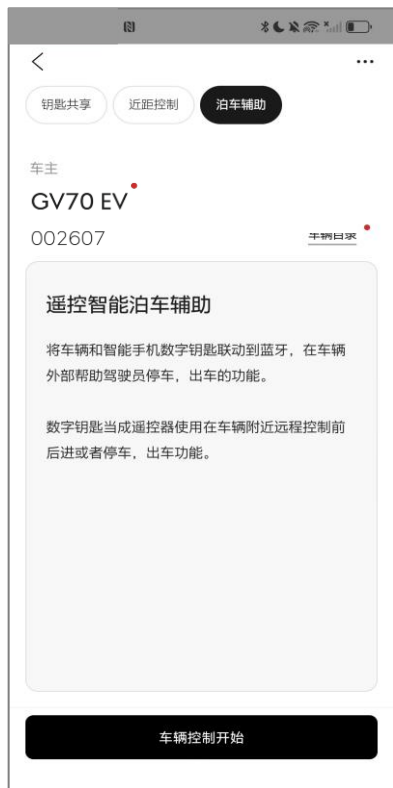 钥匙共享 近距控制 泊车辅助
车主
GV70 EV
002607 车辆目录
遥控智能泊车辅助
将车辆和智能手机数字钥匙联动到蓝牙，在车辆
外部帮助驾驶员停车，出车的功能。
数字钥匙当成遥控器使用在车辆附近远程控制前
后进或者停车，出车功能。
车辆控制开始